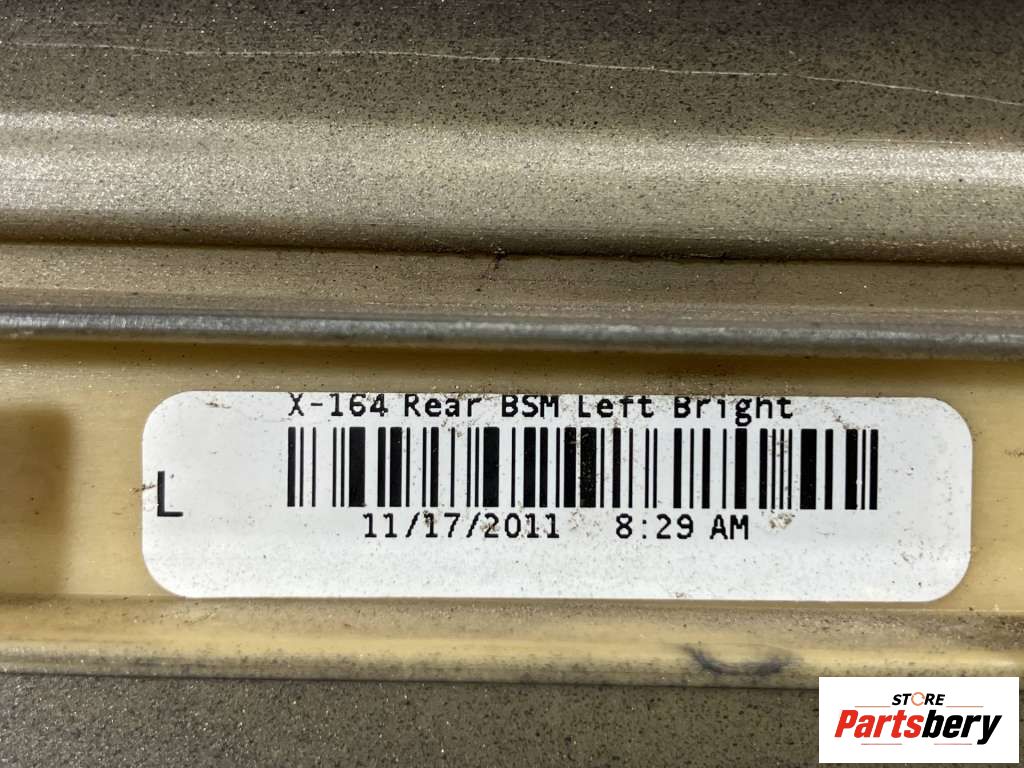 X-164 Rear BSM Left Bright
L
11/17/2011 8:29 AM
STORE
Partsbery